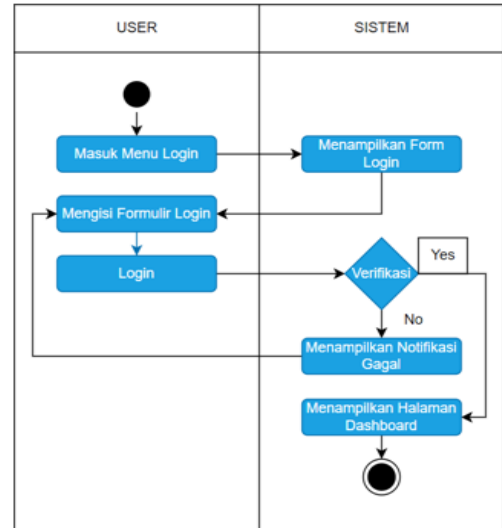 USER
SISTEM
Masuk Menu Login
Menampilkan Form
Login
Mengisi Formulir Login
Login
Verifikasi
Yes
No
Menampilkan Notifikasi
Gagal
Menampilkan Halaman
Dashboard